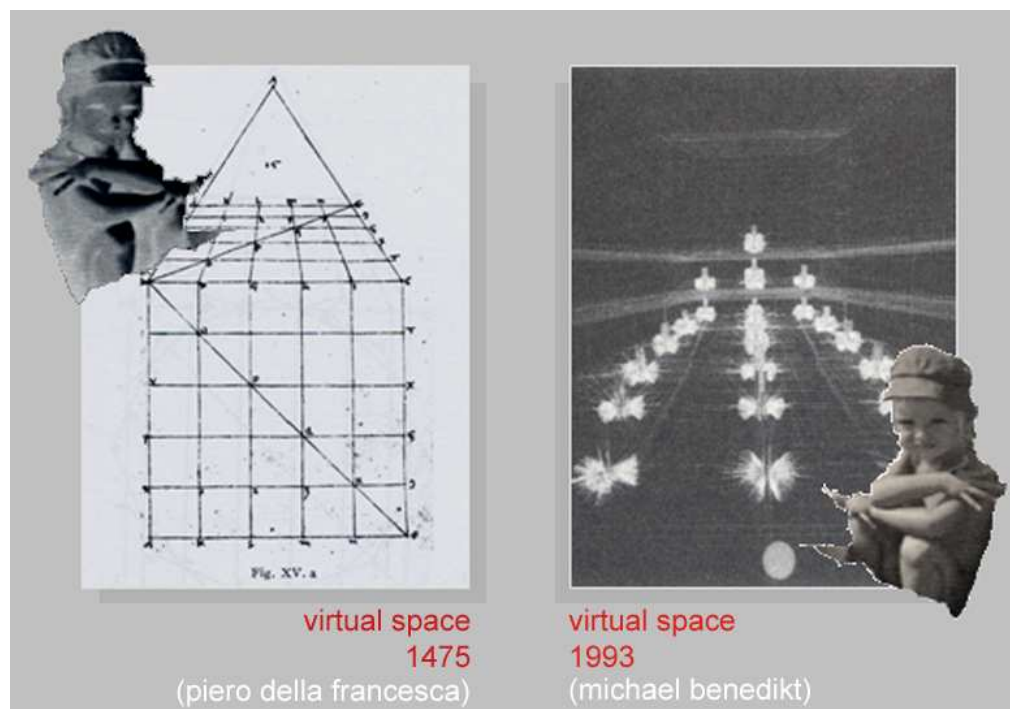 Fig. XV. a
virtual space
1475
(piero della francesca)
virtual space
1993
(michael benedikt)